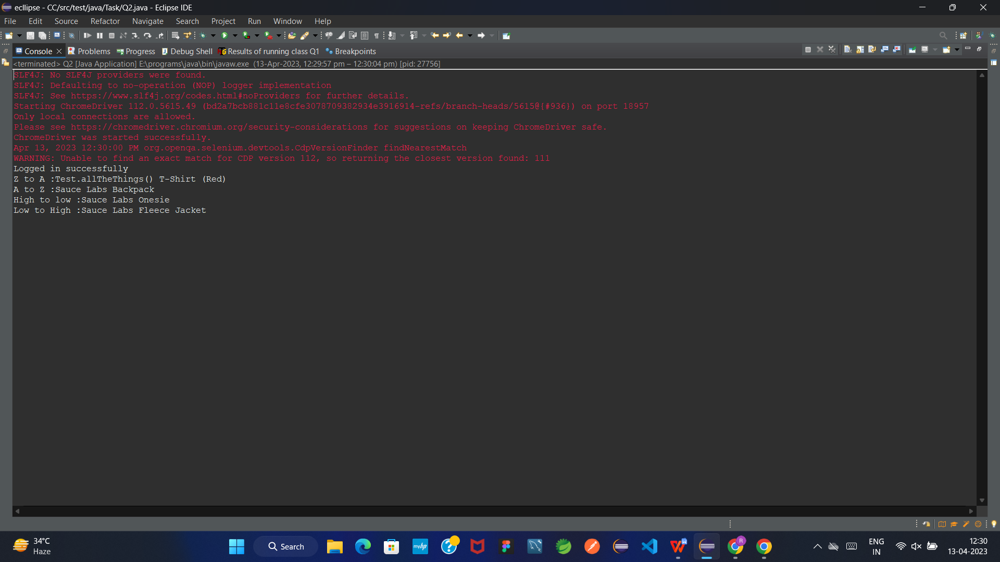 ecllipse - CC/src/test/java/Task/Q2.java - Eclipse IDE
File Edit Source Refactor Navigate Search Project Run Window Help
Console Problems Progress Debug Shell Results of running class Q1 Breakpoints
<terminated> Q2 [Java Application] E:\programs\java\bin\javaw.exe (13-Apr-2023, 12:29:57 pm – 12:30:04 pm) [pid: 27756]
SLF4J: No SLF4J providers were found.
SLF4J: Defaulting to no-operation (NOP) logger implementation
SLF4J: See https://www.slf4j.org/codes.html#noProviders for further details.
Starting ChromeDriver 112.0.5615.49 (bd2a7bcb881c11e8cfe3078709382934e3916914-refs/branch-heads/5615@{#936}) on port 18957
Only local connections are allowed.
Please see https://chromedriver.chromium.org/security-considerations for suggestions on keeping ChromeDriver safe.
ChromeDriver was started successfully.
Apr 13, 2023 12:30:00 PM org.openqa.selenium.devtools.CdpVersionFinder findNearestMatch
WARNING: Unable to find an exact match for CDP version 112, so returning the closest version found: 111
Logged in successfully
Z to A :Test.allTheThings() T-Shirt (Red)
A to Z :Sauce Labs Backpack
High to low :Sauce Labs Onesie
Low to High :Sauce Labs Fleece Jacket
34°C
Haze
Search
myhp
R
ENG
IN
12:30
13-04-2023